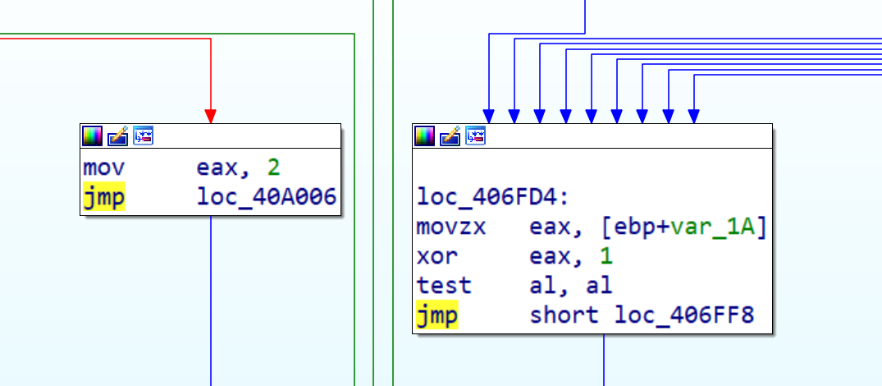 mov eax, 2
jmp loc_40A006
loc_406FD4:
movzx eax, [ebp+var_1A]
xor eax, 1
test al, al
jmp short loc_406FF8